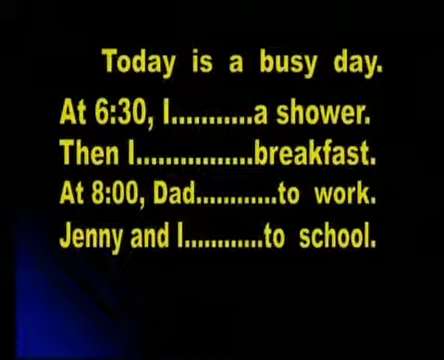 Today is a busy day.
At 6:30, I...........a shower.
Then I................breakfast.
At 8:00, Dad............to work.
Jenny and I............to school.